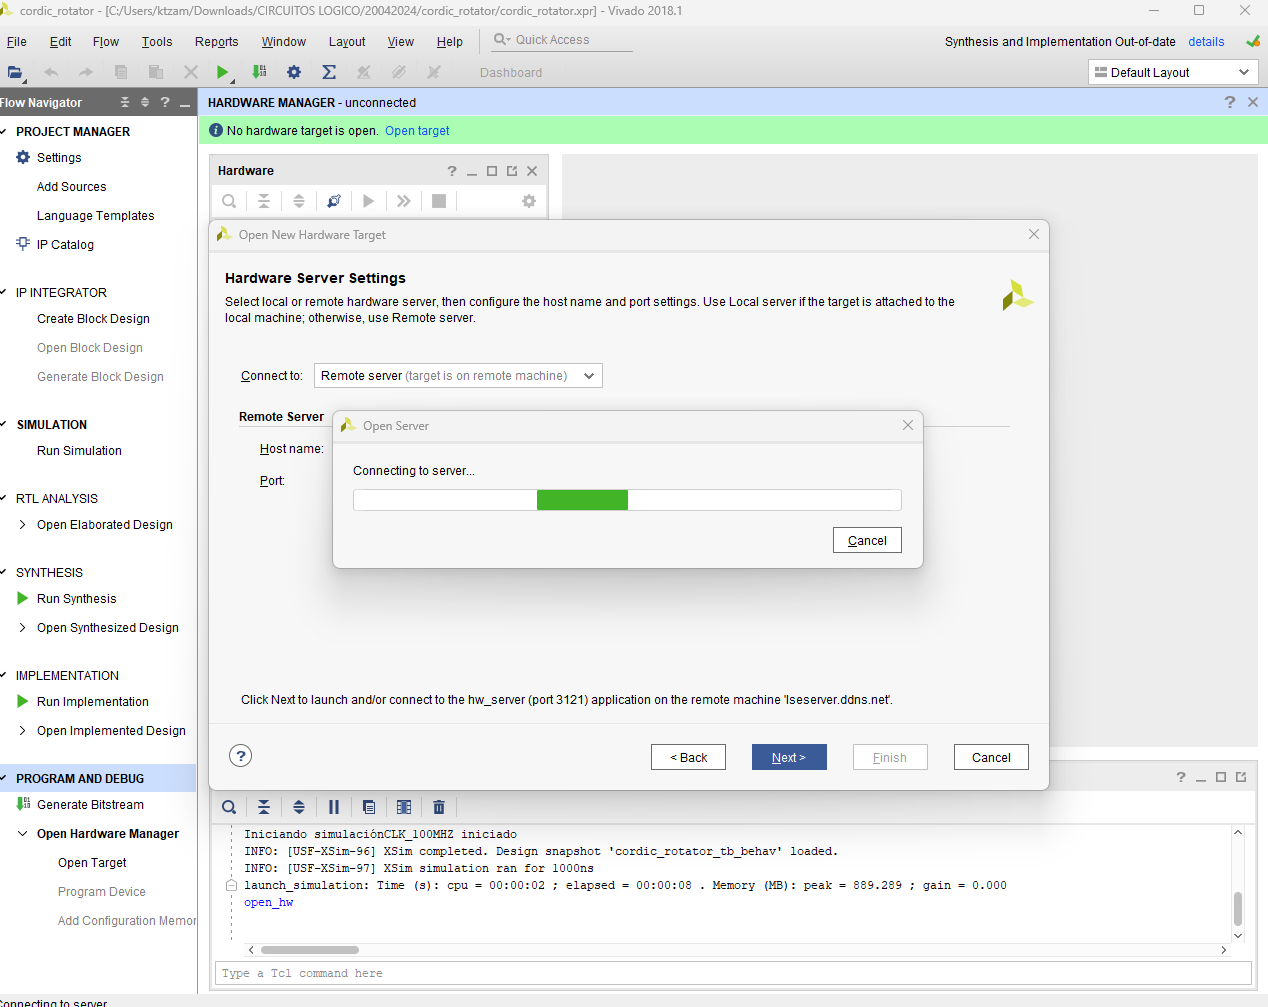 cordic_rotator - [C:/Users/ktzam/Downloads/CIRCUITOS LOGICO/20042024/cordic_rotator/cordic_rotator.xpr] - Vivado 2018.1
File Edit Flow Tools Reports Window Layout View Help Quick Access
Synthesis and Implementation Out-of-date details
Dashboard
Default Layout
Flow Navigator
PROJECT MANAGER
Settings
Add Sources
Language Templates
IP Catalog
IP INTEGRATOR
Create Block Design
Open Block Design
Generate Block Design
SIMULATION
Run Simulation
RTL ANALYSIS
Open Elaborated Design
SYNTHESIS
Run Synthesis
Open Synthesized Design
IMPLEMENTATION
Run Implementation
Open Implemented Design
PROGRAM AND DEBUG
Generate Bitstream
Open Hardware Manager
Open Target
Program Device
Add Configuration Memor
HARDWARE MANAGER - unconnected
No hardware target is open. Open target
Hardware
Open New Hardware Target
Hardware Server Settings
Select local or remote hardware server, then configure the host name and port settings. Use Local server if the target is attached to the
local machine; otherwise, use Remote server.
Connect to: Remote server (target is on remote machine)
Remote Server
Host name:
Port:
Open Server
Connecting to server...
Cancel
Click Next to launch and/or connect to the hw_server (port 3121) application on the remote machine 'lseserver.ddns.net'.
< Back Next > Finish Cancel
Iniciando simulaciónCLK_100MHZ iniciado
INFO: [USF-XSim-96] XSim completed. Design snapshot 'cordic_rotator_tb_behav' loaded.
INFO: [USF-XSim-97] XSim simulation ran for 1000ns
launch_simulation: Time (s): cpu = 00:00:02 ; elapsed = 00:00:08 . Memory (MB): peak = 889.289 ; gain = 0.000
open_hw
Type a Tcl command here
Connecting to server